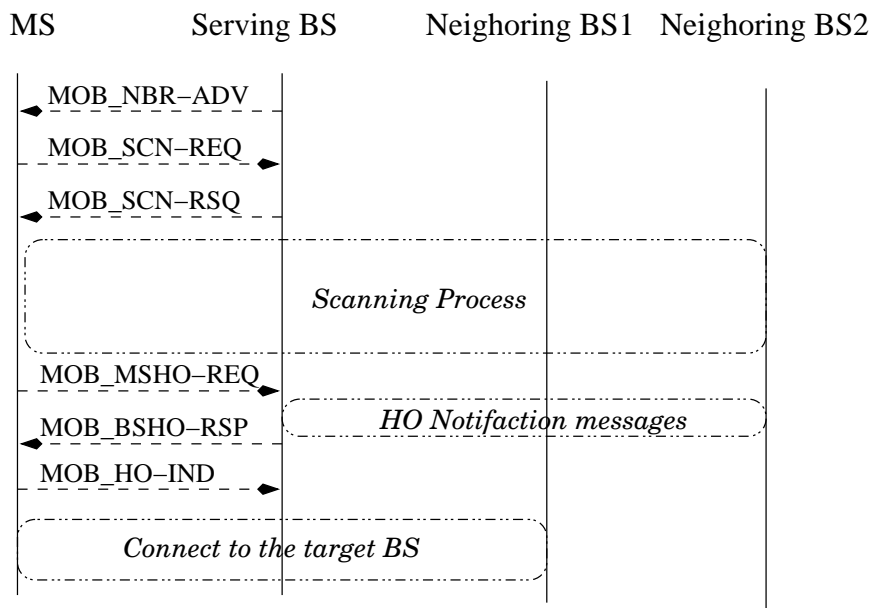 MS Serving BS Neighoring BS1 Neighoring BS2
MOB_NBR−ADV
MOB_SCN−REQ
MOB_SCN−RSQ
Scanning Process
MOB_MSHO−REQ
HO Notifaction messages
MOB_BSHO−RSP
MOB_HO−IND
Connect to the target BS